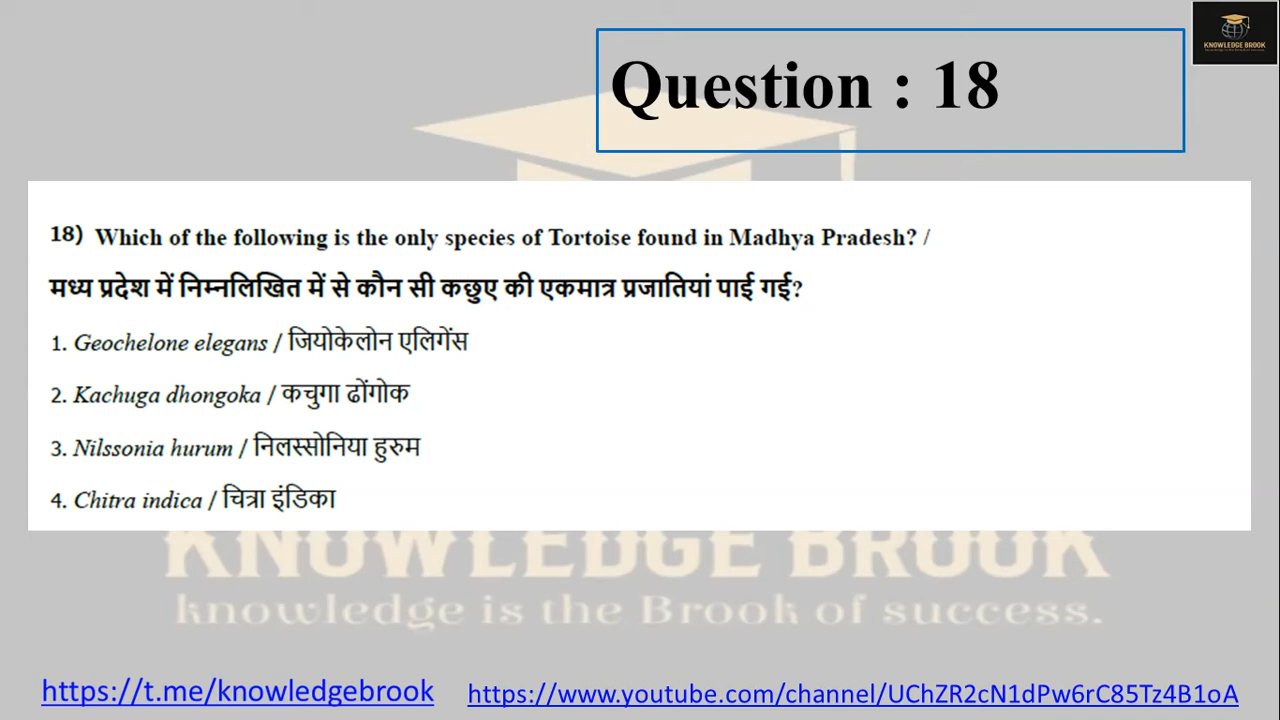 KNOWLEDGE BROOK
Question : 18
18) Which of the following is the only species of Tortoise found in Madhya Pradesh? /
मध्य प्रदेश में निम्नलिखित में से कौन सी कछुए की एकमात्र प्रजातियां पाई गई?
1. Geochelone elegans / जियोकेलोन एलिगेंस
2. Kachuga dhongoka / कचुगा ढोंगोक
3. Nilssonia hurum / निलस्सोनिया हुरुम
4. Chitra indica / चित्रा इंडिका
KNOWLEDGE BROOK
knowledge is the Brook of success.
https://t.me/knowledgebrook
https://www.youtube.com/channel/UChZR2cN1dPw6rC85Tz4B1oA